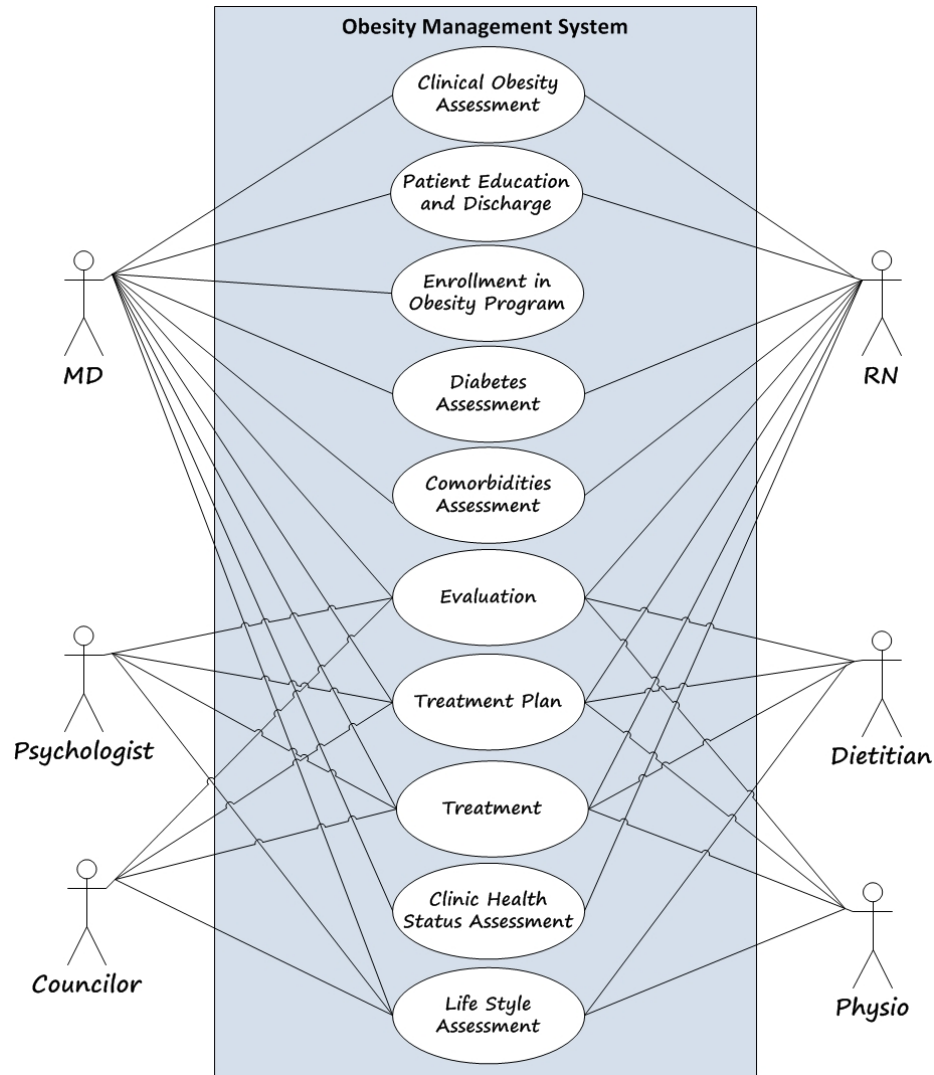 Obesity Management System
Clinical Obesity
Assessment
Patient Education
and Discharge
Enrollment in
Obesity Program
MD
RN
Diabetes
Assessment
Comorbidities
Assessment
Evaluation
Psychologist
Treatment Plan
Dietitian
Treatment
Clinic Health
Status Assessment
Councilor
Physio
Life Style
Assessment